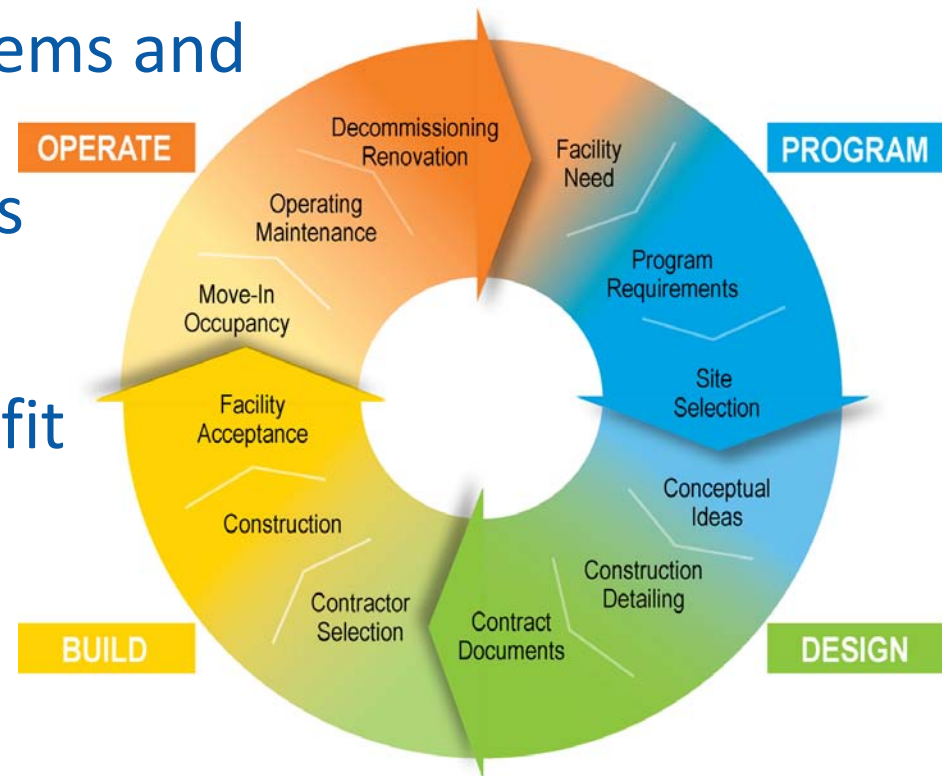 ems and
s
fit
OPERATE
PROGRAM
Decommissioning
Renovation
Facility
Need
Operating
Maintenance
Program
Requirements
Move-In
Occupancy
Site
Selection
Facility
Acceptance
Conceptual
Ideas
Construction
Construction
Detailing
Contractor
Selection
Contract
Documents
BUILD
DESIGN